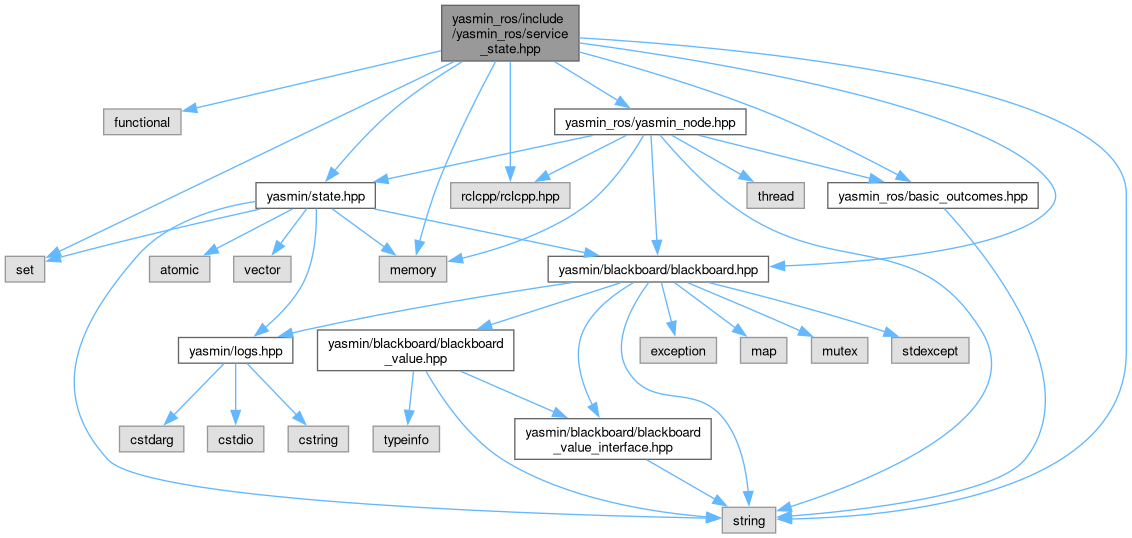 yasmin_ros/include
/yasmin_ros/service
_state.hpp
functional
yasmin_ros/yasmin_node.hpp
yasmin/state.hpp
rclcpp/rclcpp.hpp
thread
yasmin_ros/basic_outcomes.hpp
set
atomic
vector
memory
yasmin/blackboard/blackboard.hpp
yasmin/logs.hpp
yasmin/blackboard/blackboard
_value.hpp
exception
map
mutex
stdexcept
cstdarg
cstdio
cstring
typeinfo
yasmin/blackboard/blackboard
_value_interface.hpp
string